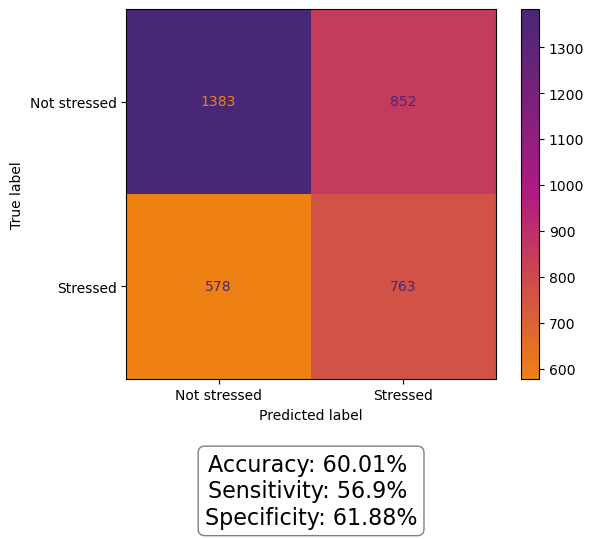 Not stressed
1383
852
Stressed
578
763
Not stressed
Stressed
Predicted label
True label
1300
1200
1100
1000
900
800
700
600
Accuracy: 60.01%
Sensitivity: 56.9%
Specificity: 61.88%